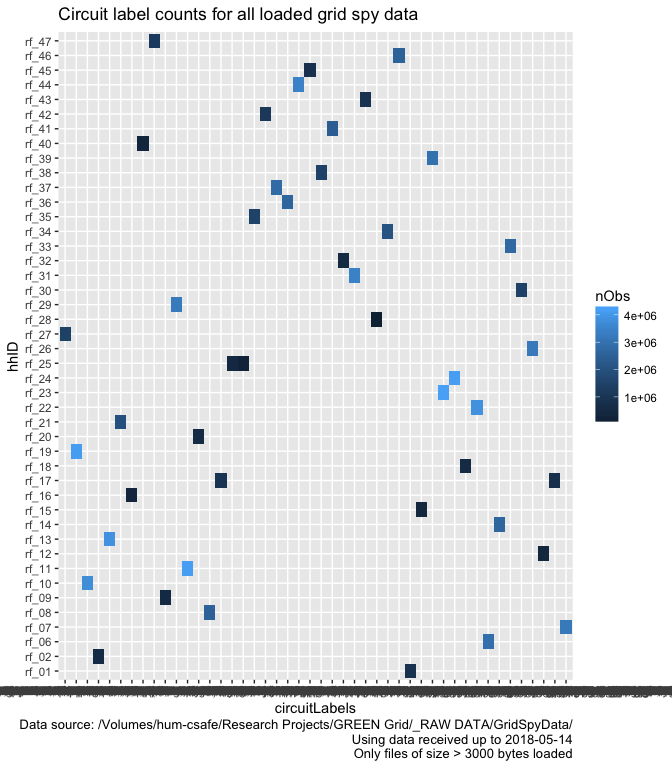 Circuit label counts for all loaded grid spy data
hhID
rf_47
rf_46
rf_45
rf_44
rf_43
rf_42
rf_41
rf_40
rf_39
rf_38
rf_37
rf_36
rf_35
rf_34
rf_33
rf_32
rf_31
rf_30
rf_29
rf_28
rf_27
rf_26
rf_25
rf_24
rf_23
rf_22
rf_21
rf_20
rf_19
rf_18
rf_17
rf_16
rf_15
rf_14
rf_13
rf_12
rf_11
rf_10
rf_09
rf_08
rf_07
rf_06
rf_02
rf_01
nObs
4e+06
3e+06
2e+06
1e+06
circuitLabels
Data source: /Volumes/hum-csafe/Research Projects/GREEN Grid/_RAW DATA/GridSpyData/
Using data received up to 2018-05-14
Only files of size > 3000 bytes loaded